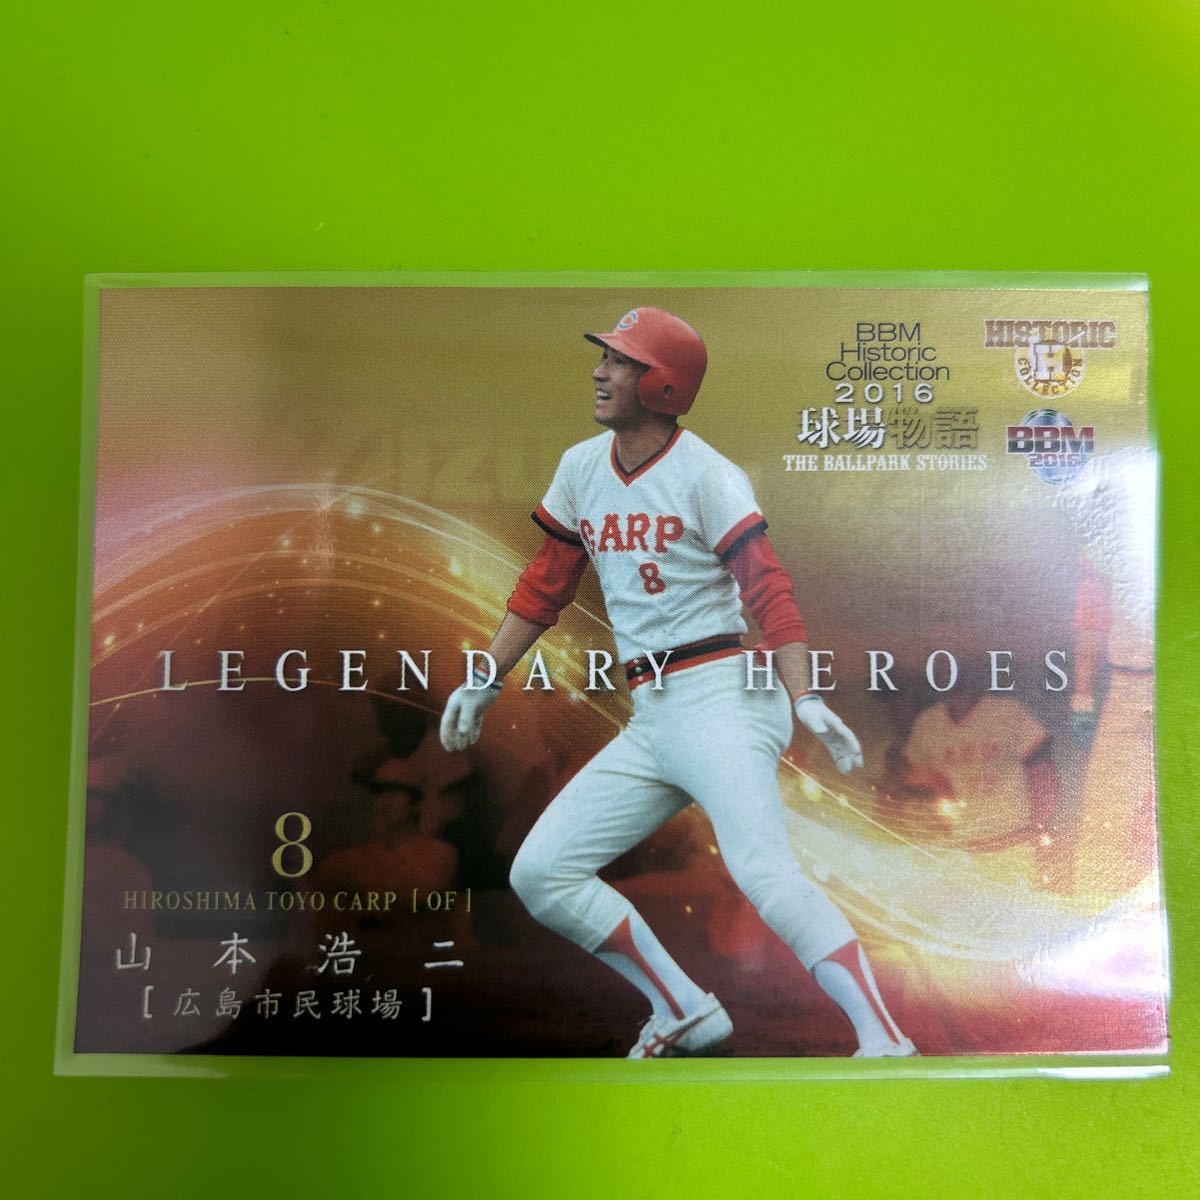 BBM
Historic
Collection
2016
球場物語
THE BALLPARK STORIES
HISTORIC
H
COLLECTION
BBM
2016
C
CARP
8
LEGENDARY HEROES
8
HIROSHIMA TOYO CARP [ OF ]
山本浩二
[ 広島市民球場 ]